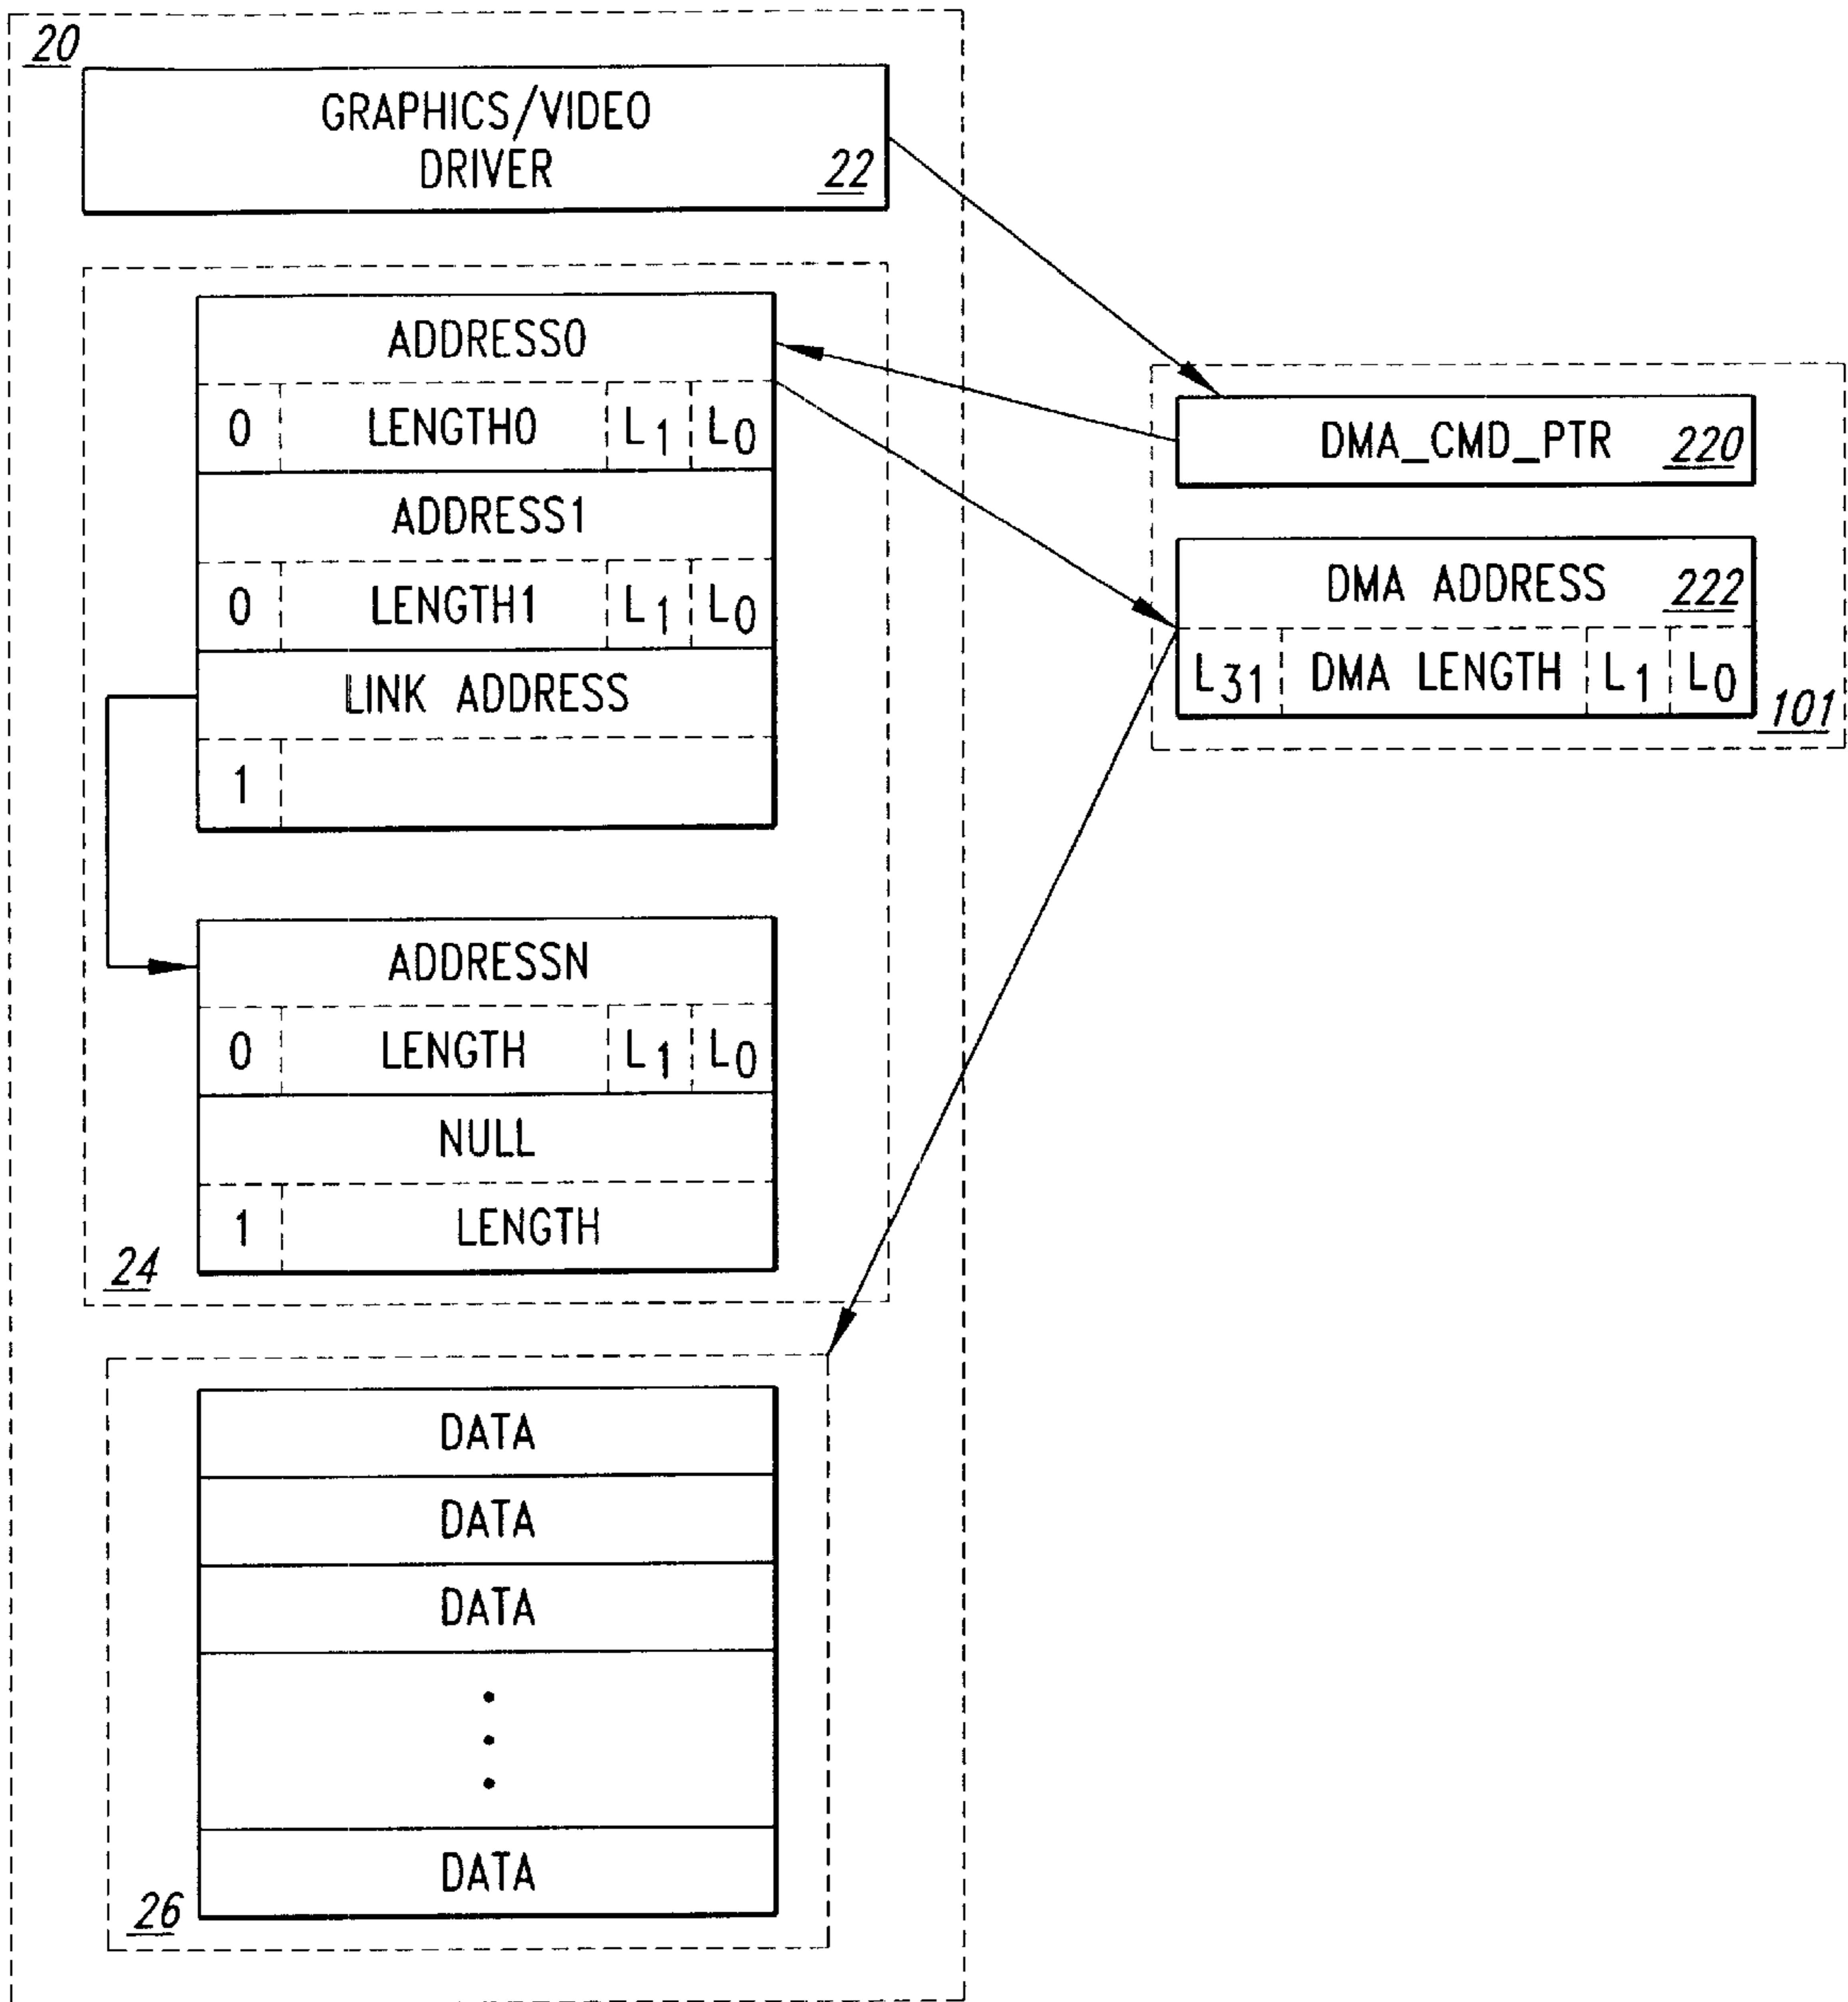 20
GRAPHICS/VIDEO
DRIVER 22
ADDRESS0
0 LENGTH0 L1 L0
ADDRESS1
0 LENGTH1 L1 L0
LINK ADDRESS
1
ADDRESSN
0 LENGTH L1 L0
NULL
1 LENGTH
24
DATA
DATA
DATA
DATA
26
DMA_CMD_PTR 220
DMA ADDRESS 222
L31 DMA LENGTH L1 L0
101